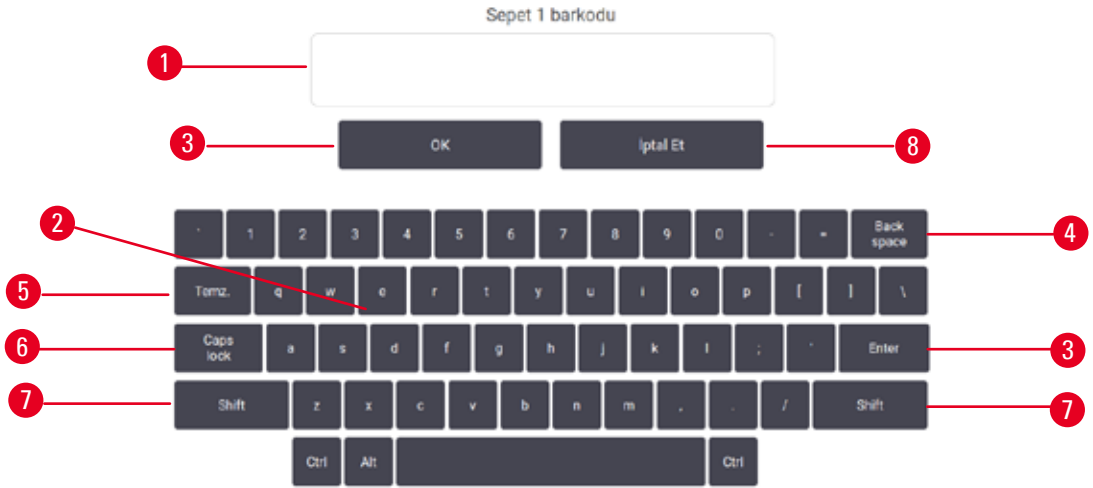 Sepet 1 barkodu
1
3 OK İptal Et 8
2
` 1 2 3 4 5 6 7 8 9 0 - = Back space 4
5 Temz. q w e r t y u i o p [ ] \
6 Caps lock a s d f g h j k l ; ' Enter 3
7 Shift z x c v b n m , . / Shift 7
Ctrl Alt Ctrl